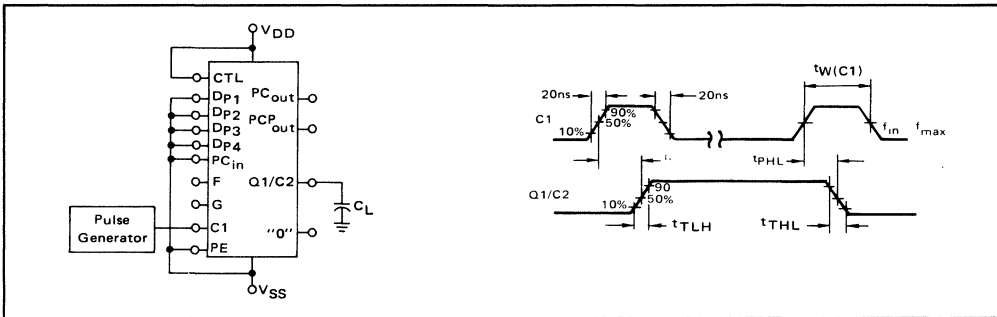 VDD
CTL
DP1
DP2
DP3
DP4
PCin
F
G
C1
PE
PCout
PCPout
Q1/C2
"0"
CL
Pulse
Generator
VSS
20ns
20ns
tW(C1)
C1
90%
50%
10%
fin
fmax
tPHL
Q1/C2
90
50%
10%
tTLH
tTHL